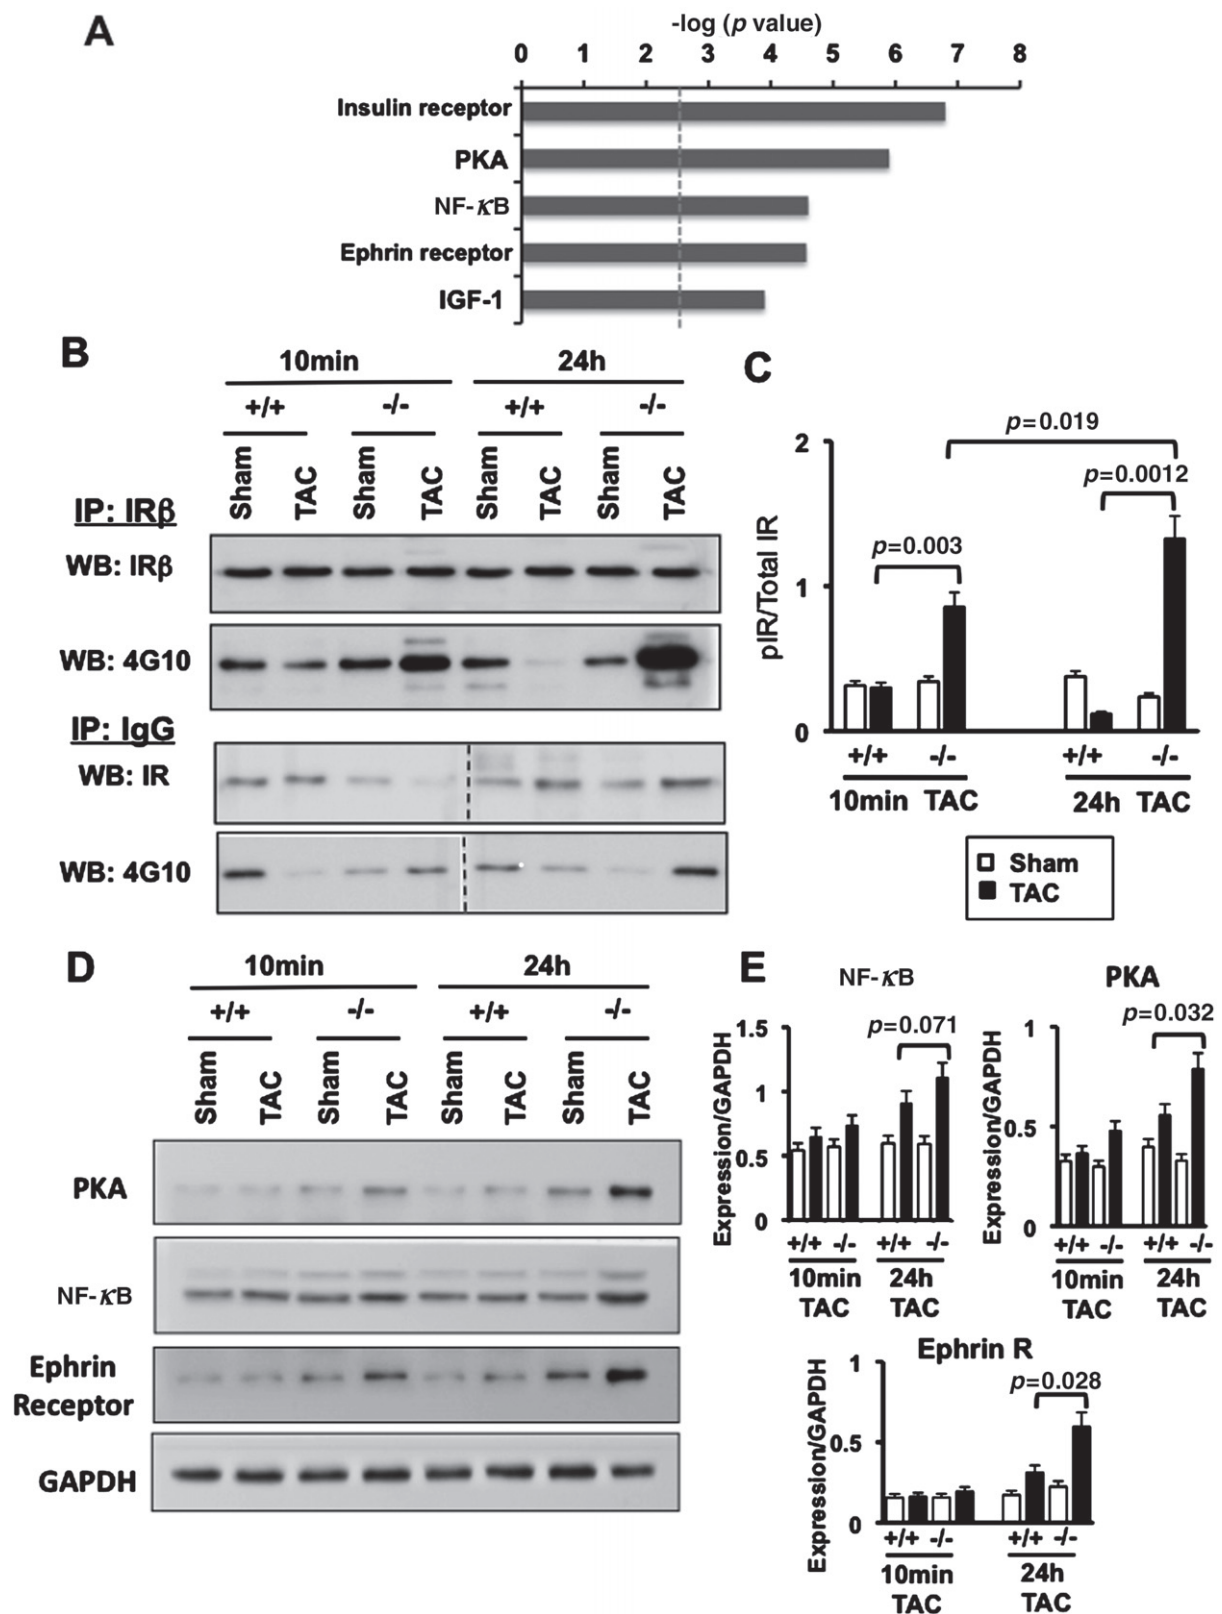 A
-log (p value)
0 1 2 3 4 5 6 7 8
Insulin receptor
PKA
NF-κB
Ephrin receptor
IGF-1
B
10min 24h
+/+ -/- +/+ -/-
Sham TAC Sham TAC Sham TAC Sham TAC
IP: IRβ
WB: IRβ
WB: 4G10
IP: IgG
WB: IR
WB: 4G10
C
p=0.019
p=0.0012
p=0.003
pIR/Total IR
2
1
0
+/+ -/- +/+ -/-
10min TAC 24h TAC
Sham
TAC
D
10min 24h
+/+ -/- +/+ -/-
Sham TAC Sham TAC Sham TAC Sham TAC
PKA
NF-κB
Ephrin
Receptor
GAPDH
E
NF-κB
p=0.071
Expression/GAPDH
1.5
1
0.5
0
+/+ -/- +/+ -/-
10min 24h
TAC TAC
PKA
p=0.032
Expression/GAPDH
1
0.5
0
+/+ -/- +/+ -/-
10min 24h
TAC TAC
Ephrin R
p=0.028
Expression/GAPDH
1
0.5
0
+/+ -/- +/+ -/-
10min 24h
TAC TAC